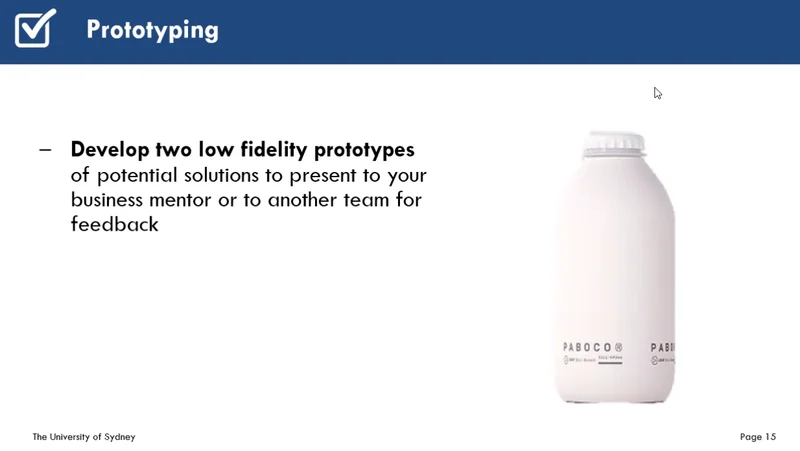 Prototyping
– Develop two low fidelity prototypes
of potential solutions to present to your
business mentor or to another team for
feedback
PABOCO®
The University of Sydney
Page 15